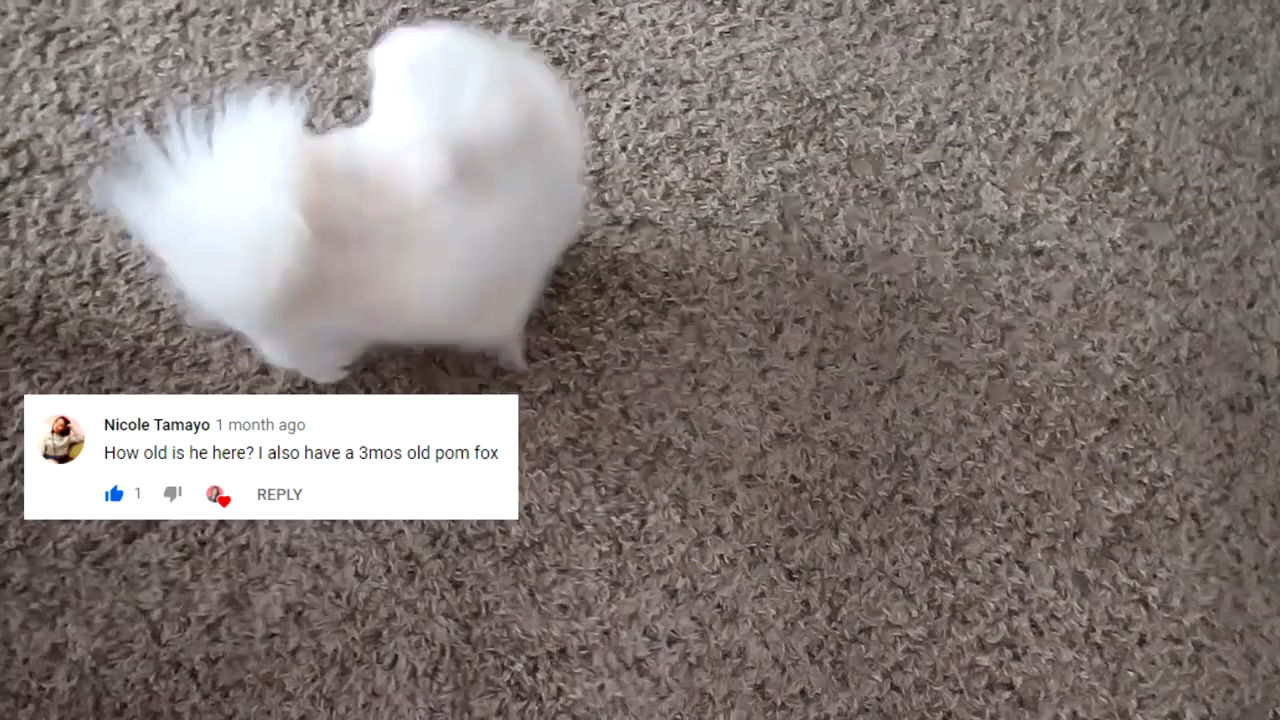 Nicole Tamayo 1 month ago
How old is he here? I also have a 3mos old pom fox
1 REPLY